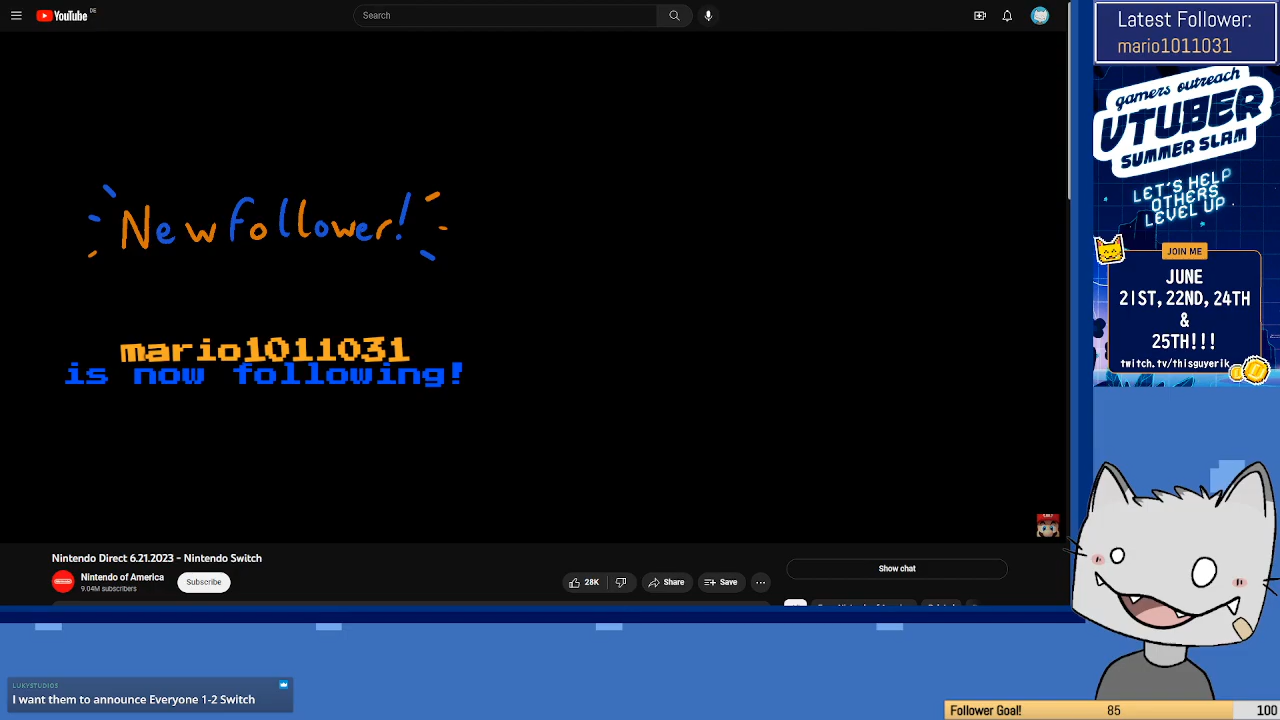 YouTube DE
Search
New Follower!
mario1011031
is now following!
Nintendo Direct 6.21.2023 – Nintendo Switch
Nintendo of America
9.04M subscribers
Subscribe
28K
Share
Save
Show chat
Latest Follower:
mario1011031
gamers outreach
VTUBER
SUMMER SLAM
LET'S HELP
OTHERS
LEVEL UP
JOIN ME
JUNE
21ST, 22ND, 24TH
&
25TH!!!
twitch.tv/thisguyerik
LUKYSTUDIOS
I want them to announce Everyone 1-2 Switch
Follower Goal! 85 100